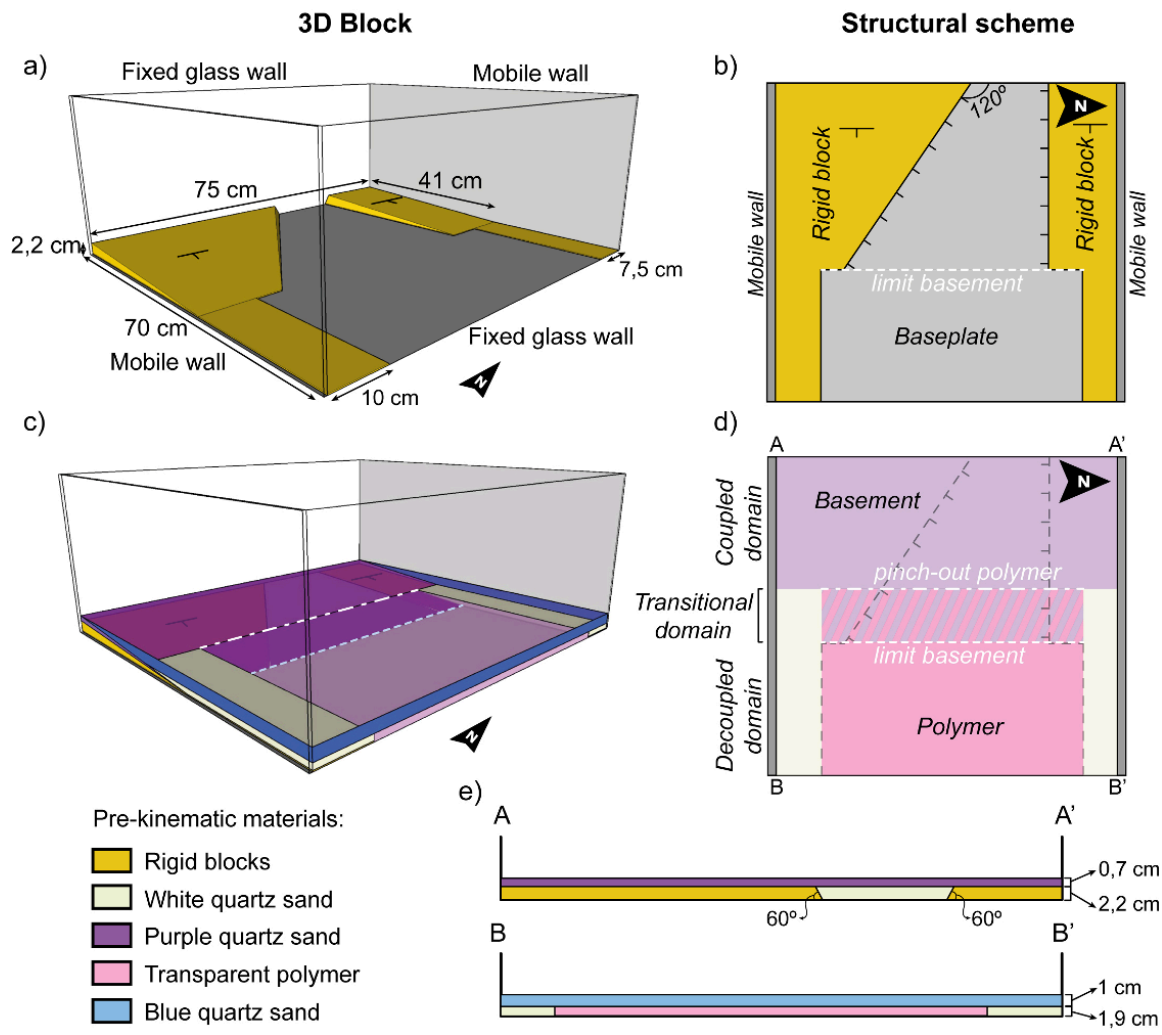 3D Block
Structural scheme
a)
Fixed glass wall
Mobile wall
75 cm
41 cm
2,2 cm
7,5 cm
70 cm
Mobile wall
Fixed glass wall
10 cm
N
b)
120º
N
Rigid block
Rigid block
Mobile wall
Mobile wall
limit basement
Baseplate
c)
N
d)
A
A'
Coupled
domain
Basement
N
pinch-out polymer
Transitional
domain
limit basement
Decoupled
domain
Polymer
B
B'
Pre-kinematic materials:
Rigid blocks
White quartz sand
Purple quartz sand
Transparent polymer
Blue quartz sand
e)
A
A'
0,7 cm
2,2 cm
60º
60º
B
B'
1 cm
1,9 cm